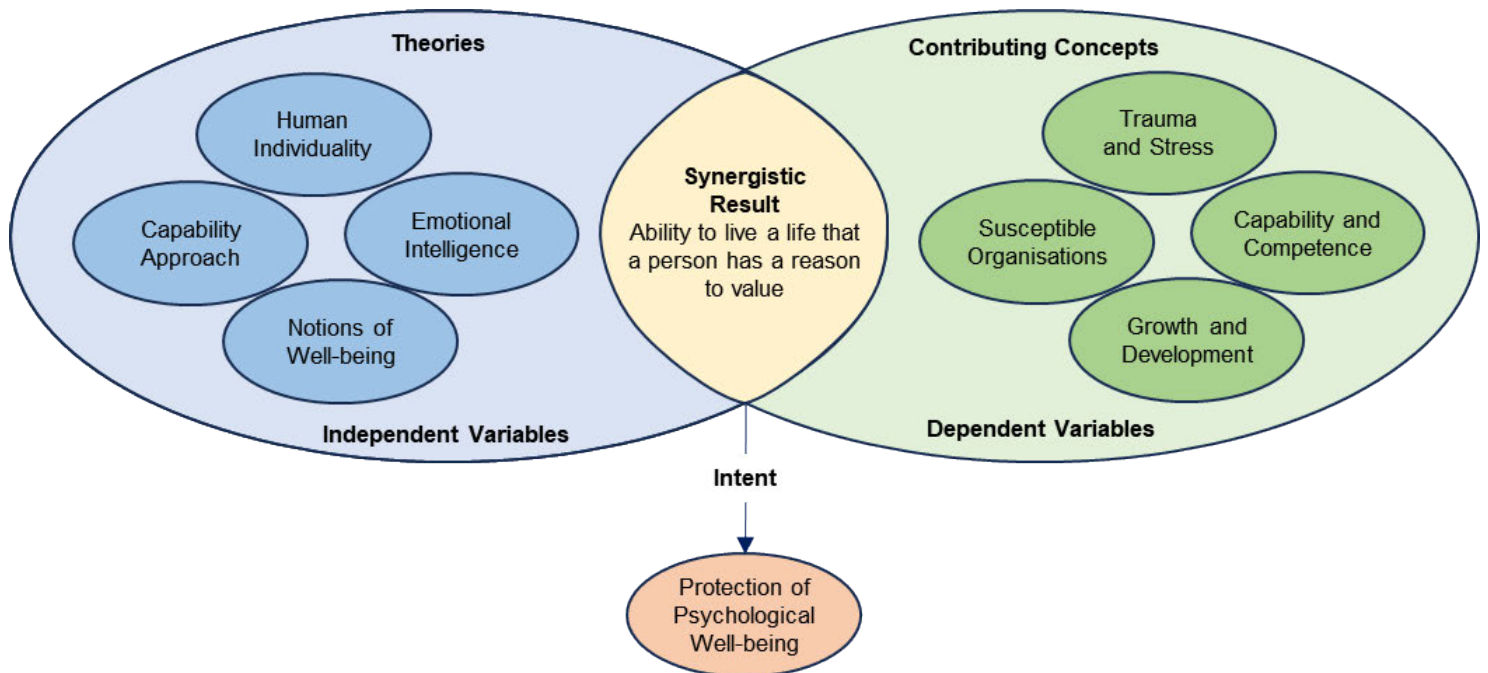 Theories
Human
Individuality
Capability
Approach
Emotional
Intelligence
Notions of
Well-being
Independent Variables
Synergistic
Result
Ability to live a life that
a person has a reason
to value
Contributing Concepts
Trauma
and Stress
Susceptible
Organisations
Capability and
Competence
Growth and
Development
Dependent Variables
Intent
Protection of
Psychological
Well-being